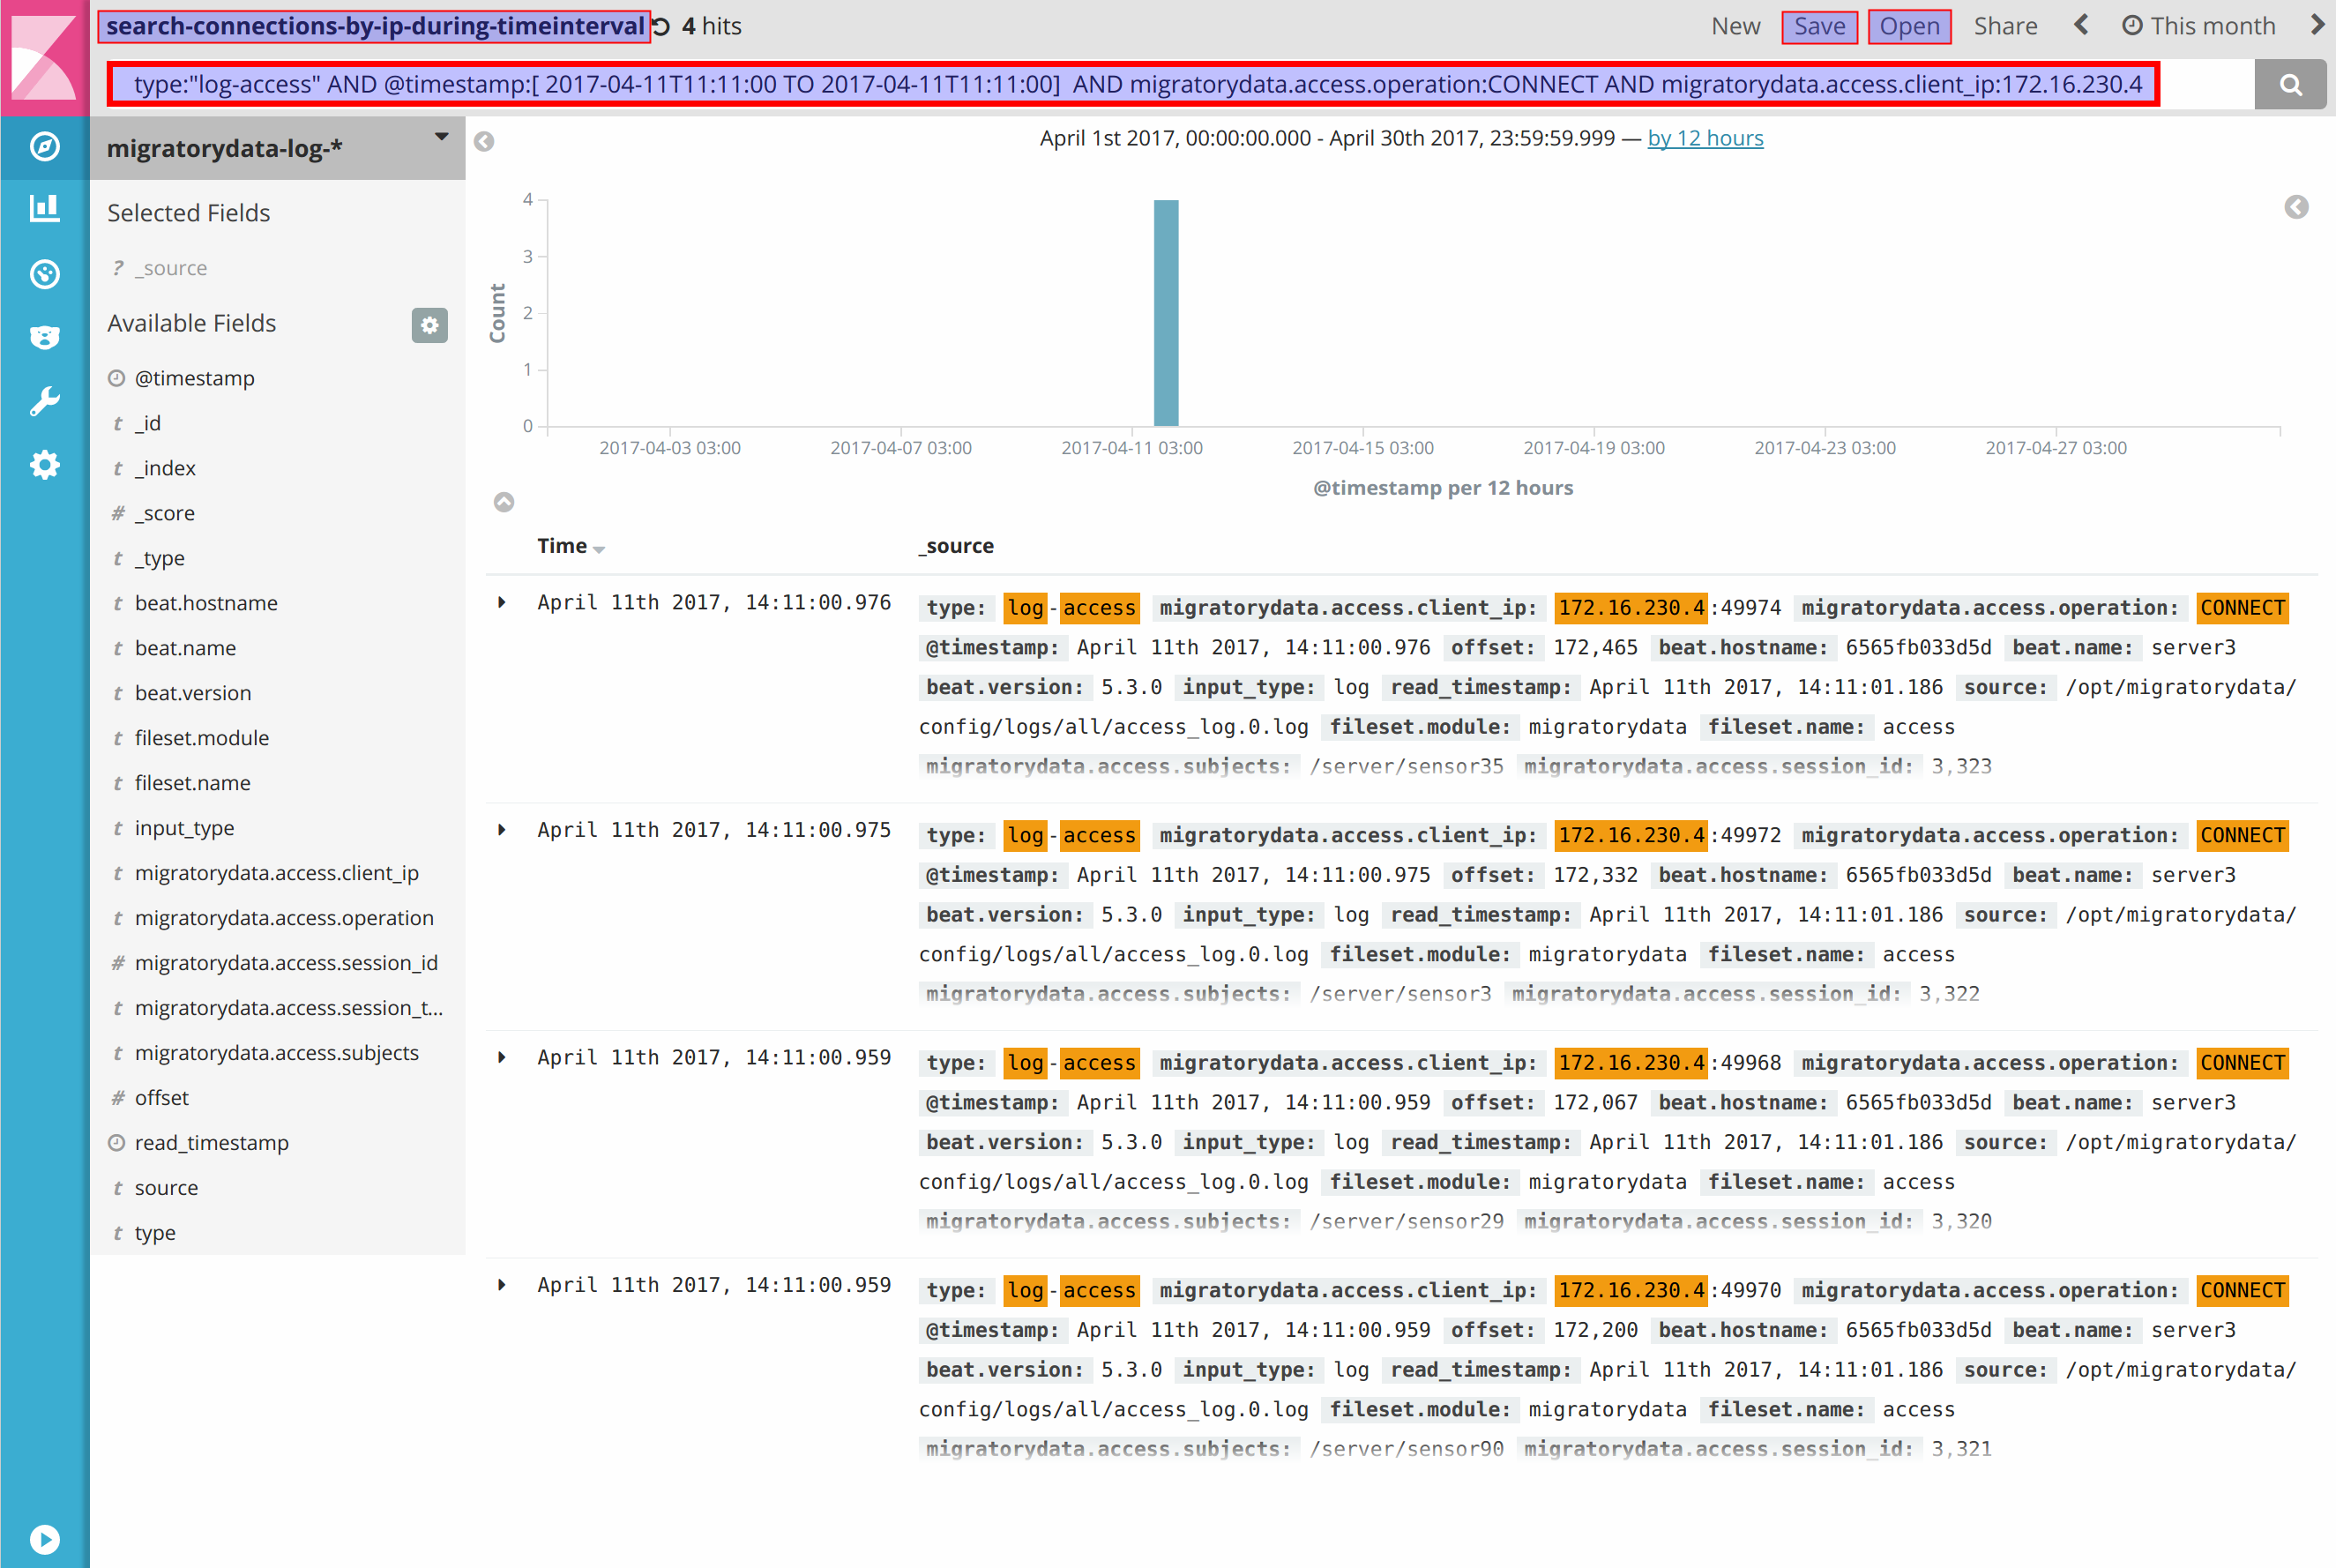 search-connections-by-ip-during-timeinterval 4 hits New Save Open Share This month
type:"log-access" AND @timestamp:[ 2017-04-11T11:11:00 TO 2017-04-11T11:11:00] AND migratorydata.access.operation:CONNECT AND migratorydata.access.client_ip:172.16.230.4
migratorydata-log-*
Selected Fields
? _source
Available Fields
@timestamp
t _id
t _index
# _score
t _type
t beat.hostname
t beat.name
t beat.version
t fileset.module
t fileset.name
t input_type
t migratorydata.access.client_ip
t migratorydata.access.operation
# migratorydata.access.session_id
t migratorydata.access.session_t...
t migratorydata.access.subjects
# offset
read_timestamp
t source
t type
April 1st 2017, 00:00:00.000 - April 30th 2017, 23:59:59.999 — by 12 hours
Count
4
3
2
1
0
2017-04-03 03:00 2017-04-07 03:00 2017-04-11 03:00 2017-04-15 03:00 2017-04-19 03:00 2017-04-23 03:00 2017-04-27 03:00
@timestamp per 12 hours
Time _source
April 11th 2017, 14:11:00.976 type: log-access migratorydata.access.client_ip: 172.16.230.4:49974 migratorydata.access.operation: CONNECT
@timestamp: April 11th 2017, 14:11:00.976 offset: 172,465 beat.hostname: 6565fb033d5d beat.name: server3
beat.version: 5.3.0 input_type: log read_timestamp: April 11th 2017, 14:11:01.186 source: /opt/migratorydata/
config/logs/all/access_log.0.log fileset.module: migratorydata fileset.name: access
migratorydata.access.subjects: /server/sensor35 migratorydata.access.session_id: 3,323
April 11th 2017, 14:11:00.975 type: log-access migratorydata.access.client_ip: 172.16.230.4:49972 migratorydata.access.operation: CONNECT
@timestamp: April 11th 2017, 14:11:00.975 offset: 172,332 beat.hostname: 6565fb033d5d beat.name: server3
beat.version: 5.3.0 input_type: log read_timestamp: April 11th 2017, 14:11:01.186 source: /opt/migratorydata/
config/logs/all/access_log.0.log fileset.module: migratorydata fileset.name: access
migratorydata.access.subjects: /server/sensor3 migratorydata.access.session_id: 3,322
April 11th 2017, 14:11:00.959 type: log-access migratorydata.access.client_ip: 172.16.230.4:49968 migratorydata.access.operation: CONNECT
@timestamp: April 11th 2017, 14:11:00.959 offset: 172,067 beat.hostname: 6565fb033d5d beat.name: server3
beat.version: 5.3.0 input_type: log read_timestamp: April 11th 2017, 14:11:01.186 source: /opt/migratorydata/
config/logs/all/access_log.0.log fileset.module: migratorydata fileset.name: access
migratorydata.access.subjects: /server/sensor29 migratorydata.access.session_id: 3,320
April 11th 2017, 14:11:00.959 type: log-access migratorydata.access.client_ip: 172.16.230.4:49970 migratorydata.access.operation: CONNECT
@timestamp: April 11th 2017, 14:11:00.959 offset: 172,200 beat.hostname: 6565fb033d5d beat.name: server3
beat.version: 5.3.0 input_type: log read_timestamp: April 11th 2017, 14:11:01.186 source: /opt/migratorydata/
config/logs/all/access_log.0.log fileset.module: migratorydata fileset.name: access
migratorydata.access.subjects: /server/sensor90 migratorydata.access.session_id: 3,321